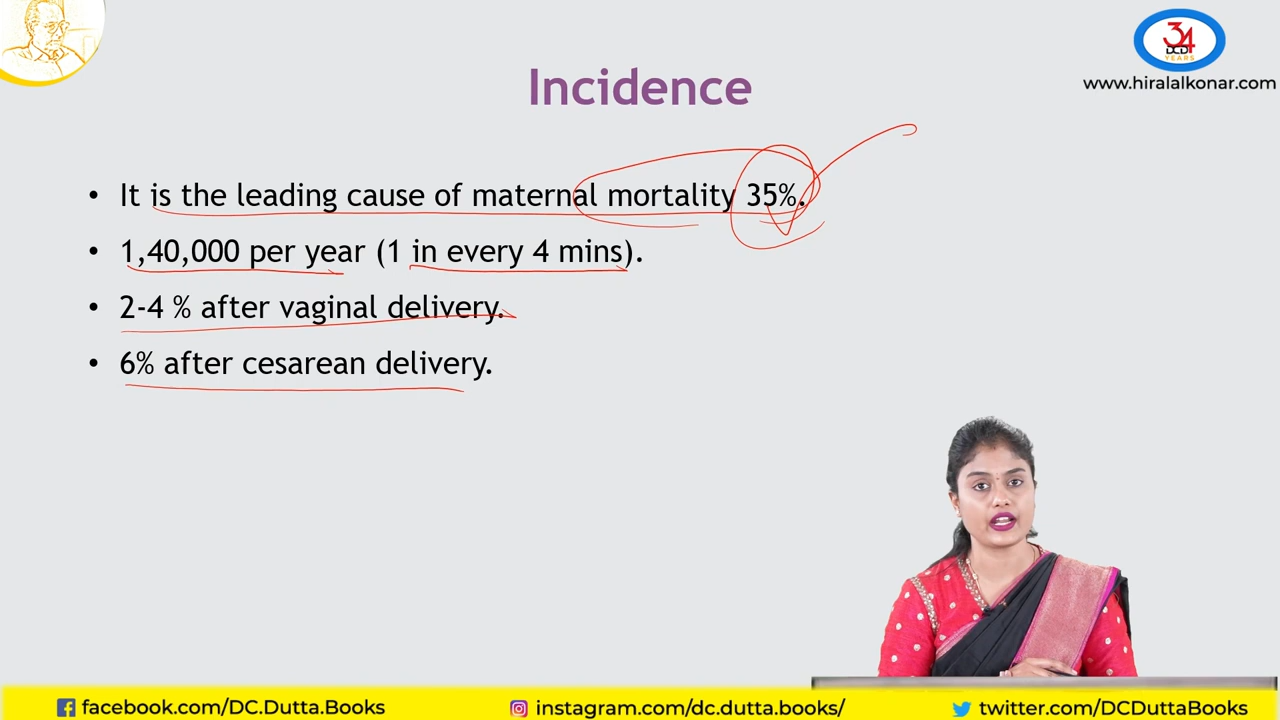 34
DCD
YEARS
www.hiralalkonar.com
Incidence
• It is the leading cause of maternal mortality 35%.
• 1,40,000 per year (1 in every 4 mins).
• 2-4 % after vaginal delivery.
• 6% after cesarean delivery.
facebook.com/DC.Dutta.Books
instagram.com/dc.dutta.books/
twitter.com/DCDuttaBooks